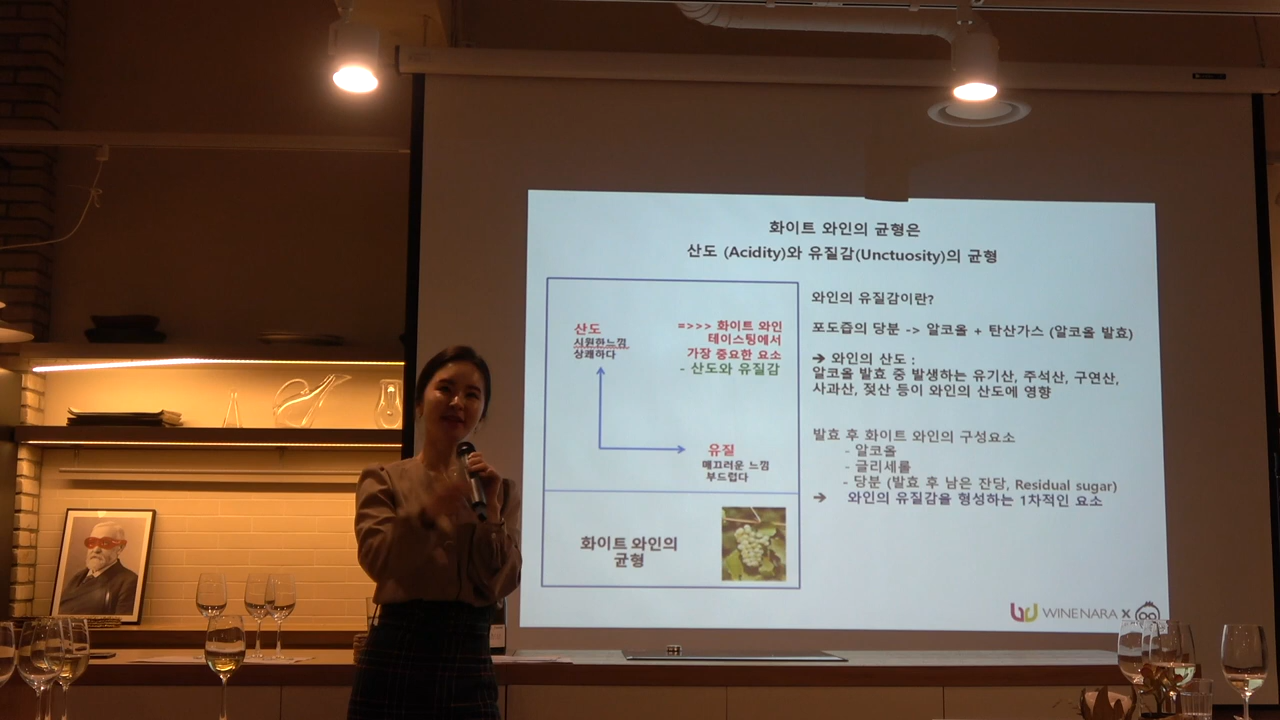 화이트 와인의 균형은
산도 (Acidity)와 유질감(Unctuosity)의 균형
산도
시원한느낌
상쾌하다
=>>> 화이트 와인
테이스팅에서
가장 중요한 요소
- 산도와 유질감
유질
매끄러운 느낌
부드럽다
화이트 와인의
균형
와인의 유질감이란?
포도즙의 당분 -> 알코올 + 탄산가스 (알코올 발효)
➔ 와인의 산도 :
알코올 발효 중 발생하는 유기산, 주석산, 구연산,
사과산, 젖산 등이 와인의 산도에 영향
발효 후 화이트 와인의 구성요소
- 알코올
- 글리세롤
- 당분 (발효 후 남은 잔당, Residual sugar)
➔ 와인의 유질감을 형성하는 1차적인 요소
WINENARA X